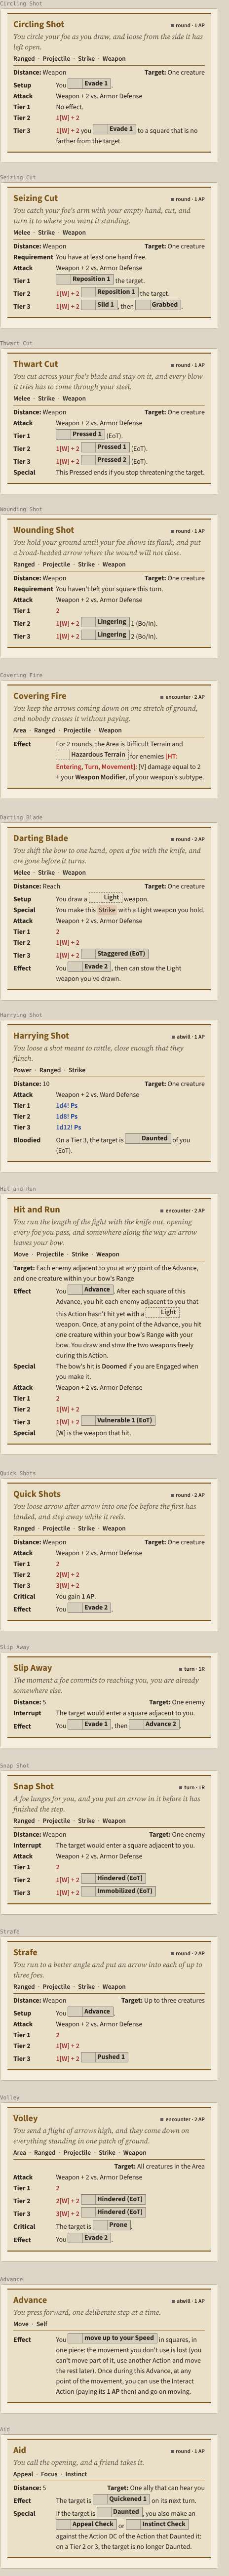 Circling Shot
Circling Shot ■ round · 1 AP
You circle your foe as you draw, and loose from the side it has
left open.
Ranged · Projectile · Strike · Weapon
Distance: Weapon Target: One creature
Setup You Evade 1.
Attack Weapon + 2 vs. Armor Defense
Tier 1 No effect.
Tier 2 1[W] + 2
Tier 3 1[W] + 2 you Evade 1 to a square that is no
farther from the target.
Seizing Cut
Seizing Cut ■ round · 1 AP
You catch your foe's arm with your empty hand, cut, and
turn it to where you want it standing.
Melee · Strike · Weapon
Distance: Weapon Target: One creature
Requirement You have at least one hand free.
Attack Weapon + 2 vs. Armor Defense
Tier 1 Reposition 1 the target.
Tier 2 1[W] + 2 Reposition 1 the target.
Tier 3 1[W] + 2 Slid 1, then Grabbed.
Thwart Cut
Thwart Cut ■ round · 1 AP
You cut across your foe's blade and stay on it, and every blow
it tries has to come through your steel.
Melee · Strike · Weapon
Distance: Weapon Target: One creature
Attack Weapon + 2 vs. Armor Defense
Tier 1 Pressed 1 (EoT).
Tier 2 1[W] + 2 Pressed 1 (EoT).
Tier 3 1[W] + 2 Pressed 2 (EoT).
Special This Pressed ends if you stop threatening the target.
Wounding Shot
Wounding Shot ■ round · 1 AP
You hold your ground until your foe shows its flank, and put
a broad-headed arrow where the wound will not close.
Ranged · Projectile · Strike · Weapon
Distance: Weapon Target: One creature
Requirement You haven't left your square this turn.
Attack Weapon + 2 vs. Armor Defense
Tier 1 2
Tier 2 1[W] + 2 Lingering 1 (Bo/In).
Tier 3 1[W] + 2 Lingering 2 (Bo/In).
Covering Fire
Covering Fire ■ encounter · 2 AP
You keep the arrows coming down on one stretch of ground,
and nobody crosses it without paying.
Area · Ranged · Projectile · Weapon
Effect For 2 rounds, the Area is Difficult Terrain and
Hazardous Terrain for enemies [HT:
Entering, Turn, Movement]: [V] damage equal to 2
+ your Weapon Modifier, of your weapon's subtype.
Darting Blade
Darting Blade ■ round · 2 AP
You shift the bow to one hand, open a foe with the knife, and
are gone before it turns.
Melee · Strike · Weapon
Distance: Reach Target: One creature
Setup You draw a Light weapon.
Special You make this Strike with a Light weapon you hold.
Attack Weapon + 2 vs. Armor Defense
Tier 1 2
Tier 2 1[W] + 2
Tier 3 1[W] + 2 Staggered (EoT)
Effect You Evade 2, then can stow the Light
weapon you've drawn.
Harrying Shot
Harrying Shot ■ atwill · 1 AP
You loose a shot meant to rattle, close enough that they
flinch.
Power · Ranged · Strike
Distance: 10 Target: One creature
Attack Weapon + 2 vs. Ward Defense
Tier 1 1d4! Ps
Tier 2 1d8! Ps
Tier 3 1d12! Ps
Bloodied On a Tier 3, the target is Daunted of you
(EoT).
Hit and Run
Hit and Run ■ encounter · 2 AP
You run the length of the fight with the knife out, opening
every foe you pass, and somewhere along the way an arrow
leaves your bow.
Move · Projectile · Strike · Weapon
Target: Each enemy adjacent to you at any point of the Advance,
and one creature within your bow's Range
Effect You Advance. After each square of this
Advance, you hit each enemy adjacent to you that
this Action hasn't hit yet with a Light
weapon. Once, at any point of the Advance, you hit
one creature within your bow's Range with your
bow. You draw and stow the two weapons freely
during this Action.
Special The bow's hit is Doomed if you are Engaged when
you make it.
Attack Weapon + 2 vs. Armor Defense
Tier 1 2
Tier 2 1[W] + 2
Tier 3 1[W] + 2 Vulnerable 1 (EoT)
Special [W] is the weapon that hit.
Quick Shots
Quick Shots ■ round · 2 AP
You loose arrow after arrow into one foe before the first has
landed, and step away while it reels.
Ranged · Projectile · Strike · Weapon
Distance: Weapon Target: One creature
Attack Weapon + 2 vs. Armor Defense
Tier 1 2
Tier 2 2[W] + 2
Tier 3 3[W] + 2
Critical You gain 1 AP.
Effect You Evade 2.
Slip Away
Slip Away ■ turn · 1R
The moment a foe commits to reaching you, you are already
somewhere else.
Distance: 5 Target: One enemy
Interrupt The target would enter a square adjacent to you.
Effect You Evade 1, then Advance 2.
Snap Shot
Snap Shot ■ turn · 1R
A foe lunges for you, and you put an arrow in it before it has
finished the step.
Ranged · Projectile · Strike · Weapon
Distance: Weapon Target: One enemy
Interrupt The target would enter a square adjacent to you.
Attack Weapon + 2 vs. Armor Defense
Tier 1 2
Tier 2 1[W] + 2 Hindered (EoT)
Tier 3 1[W] + 2 Immobilized (EoT)
Strafe
Strafe ■ round · 2 AP
You run to a better angle and put an arrow into each of up to
three foes.
Ranged · Projectile · Strike · Weapon
Distance: Weapon Target: Up to three creatures
Setup You Advance.
Attack Weapon + 2 vs. Armor Defense
Tier 1 2
Tier 2 1[W] + 2
Tier 3 1[W] + 2 Pushed 1
Volley
Volley ■ encounter · 2 AP
You send a flight of arrows high, and they come down on
everything standing in one patch of ground.
Area · Ranged · Projectile · Strike · Weapon
Target: All creatures in the Area
Attack Weapon + 2 vs. Armor Defense
Tier 1 2
Tier 2 2[W] + 2 Hindered (EoT)
Tier 3 3[W] + 2 Hindered (EoT)
Critical The target is Prone.
Effect You Evade 2.
Advance
Advance ■ atwill · 1 AP
You press forward, one deliberate step at a time.
Move · Self
Effect You move up to your Speed in squares, in
one piece: the movement you don't use is lost (you
can't move part of it, use another Action and move
the rest later). Once during this Advance, at any
point of the movement, you can use the Interact
Action (paying its 1 AP then) and go on moving.
Aid
Aid ■ round · 1 AP
You call the opening, and a friend takes it.
Appeal · Focus · Instinct
Distance: 5 Target: One ally that can hear you
Effect The target is Quickened 1 on its next turn.
Special If the target is Daunted, you also make an
Appeal Check or Instinct Check
against the Action DC of the Action that Daunted it:
on a Tier 2 or 3, the target is no longer Daunted.